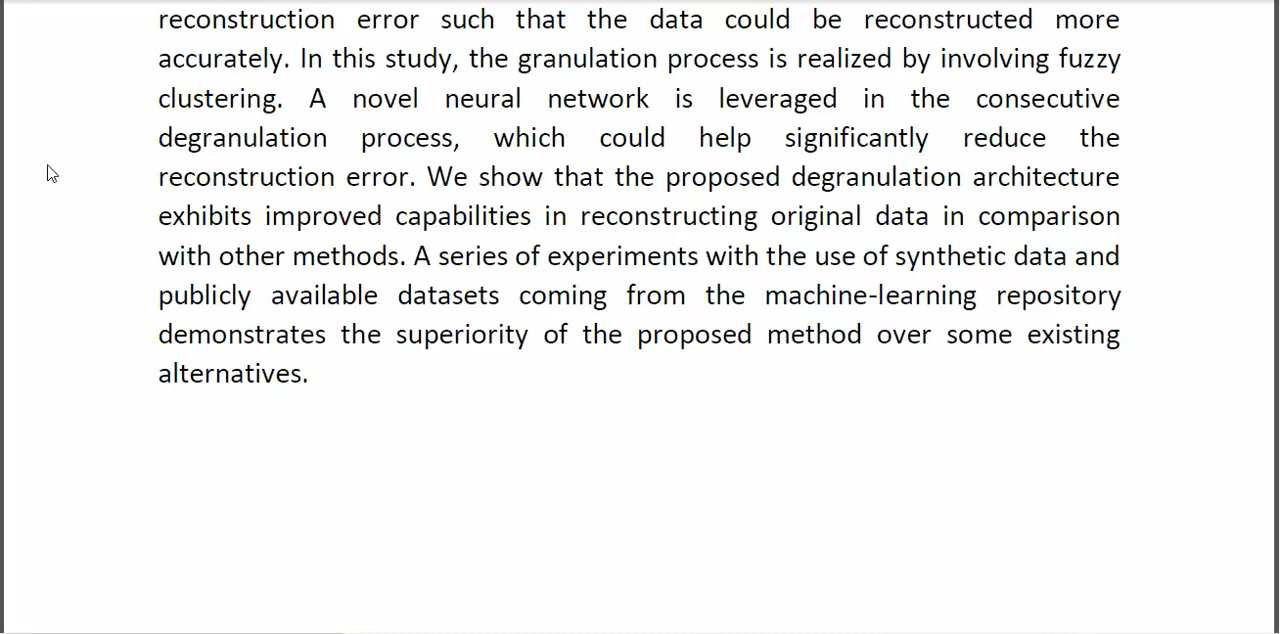 reconstruction error such that the data could be reconstructed more
accurately. In this study, the granulation process is realized by involving fuzzy
clustering. A novel neural network is leveraged in the consecutive
degranulation process, which could help significantly reduce the
reconstruction error. We show that the proposed degranulation architecture
exhibits improved capabilities in reconstructing original data in comparison
with other methods. A series of experiments with the use of synthetic data and
publicly available datasets coming from the machine-learning repository
demonstrates the superiority of the proposed method over some existing
alternatives.